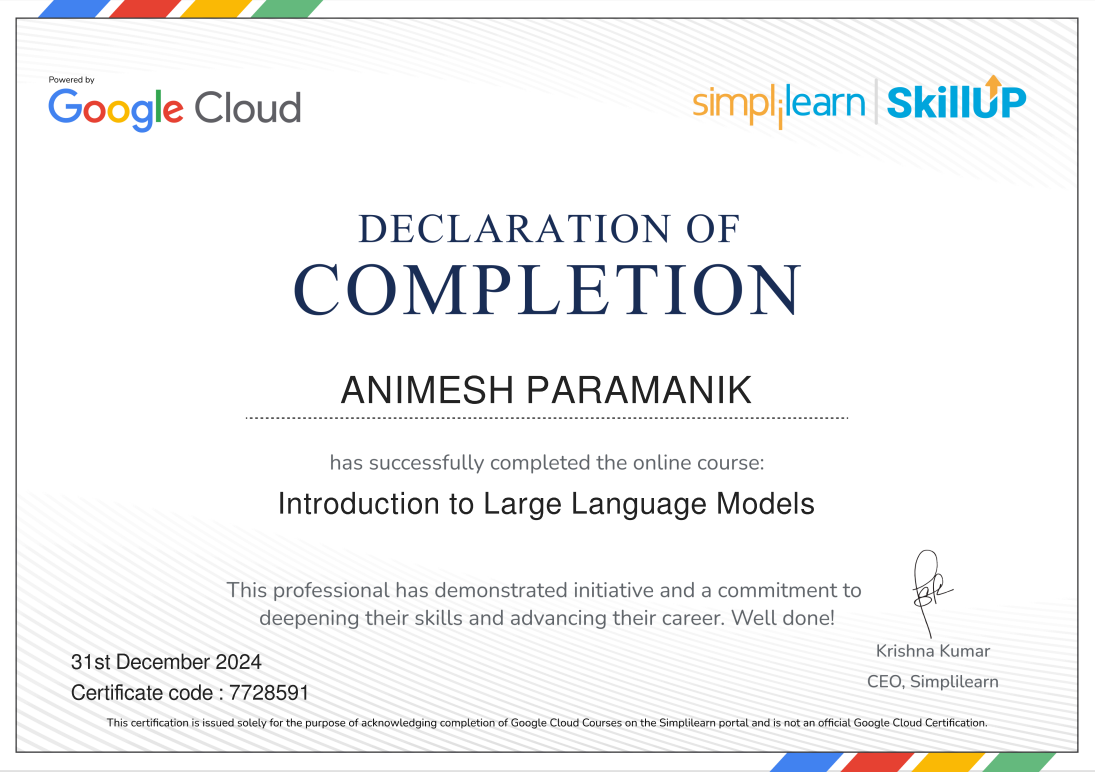 Powered by
Google Cloud
simplilearn | SkillUP
DECLARATION OF
COMPLETION
ANIMESH PARAMANIK
has successfully completed the online course:
Introduction to Large Language Models
This professional has demonstrated initiative and a commitment to
deepening their skills and advancing their career. Well done!
Krishna Kumar
CEO, Simplilearn
31st December 2024
Certificate code : 7728591
This certification is issued solely for the purpose of acknowledging completion of Google Cloud Courses on the Simplilearn portal and is not an official Google Cloud Certification.